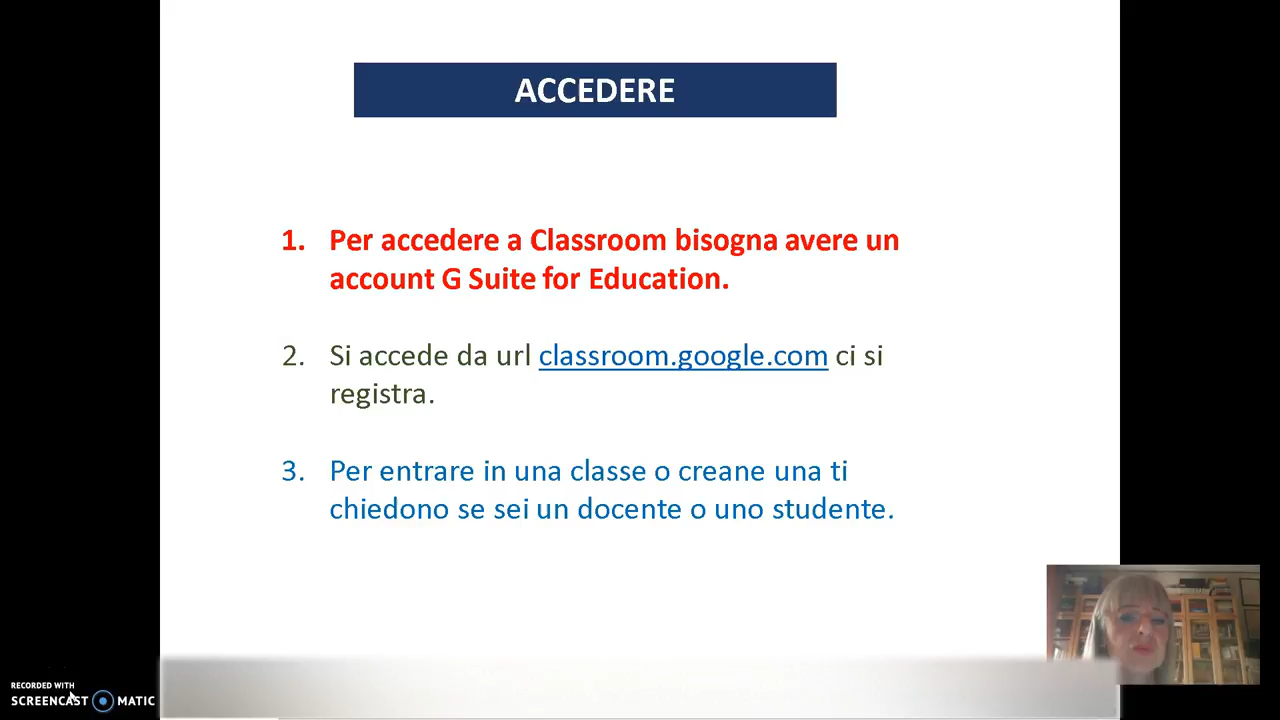 ACCEDERE
1. Per accedere a Classroom bisogna avere un
account G Suite for Education.
2. Si accede da url classroom.google.com ci si
registra.
3. Per entrare in una classe o creane una ti
chiedono se sei un docente o uno studente.
RECORDED WITH
SCREENCAST MATIC